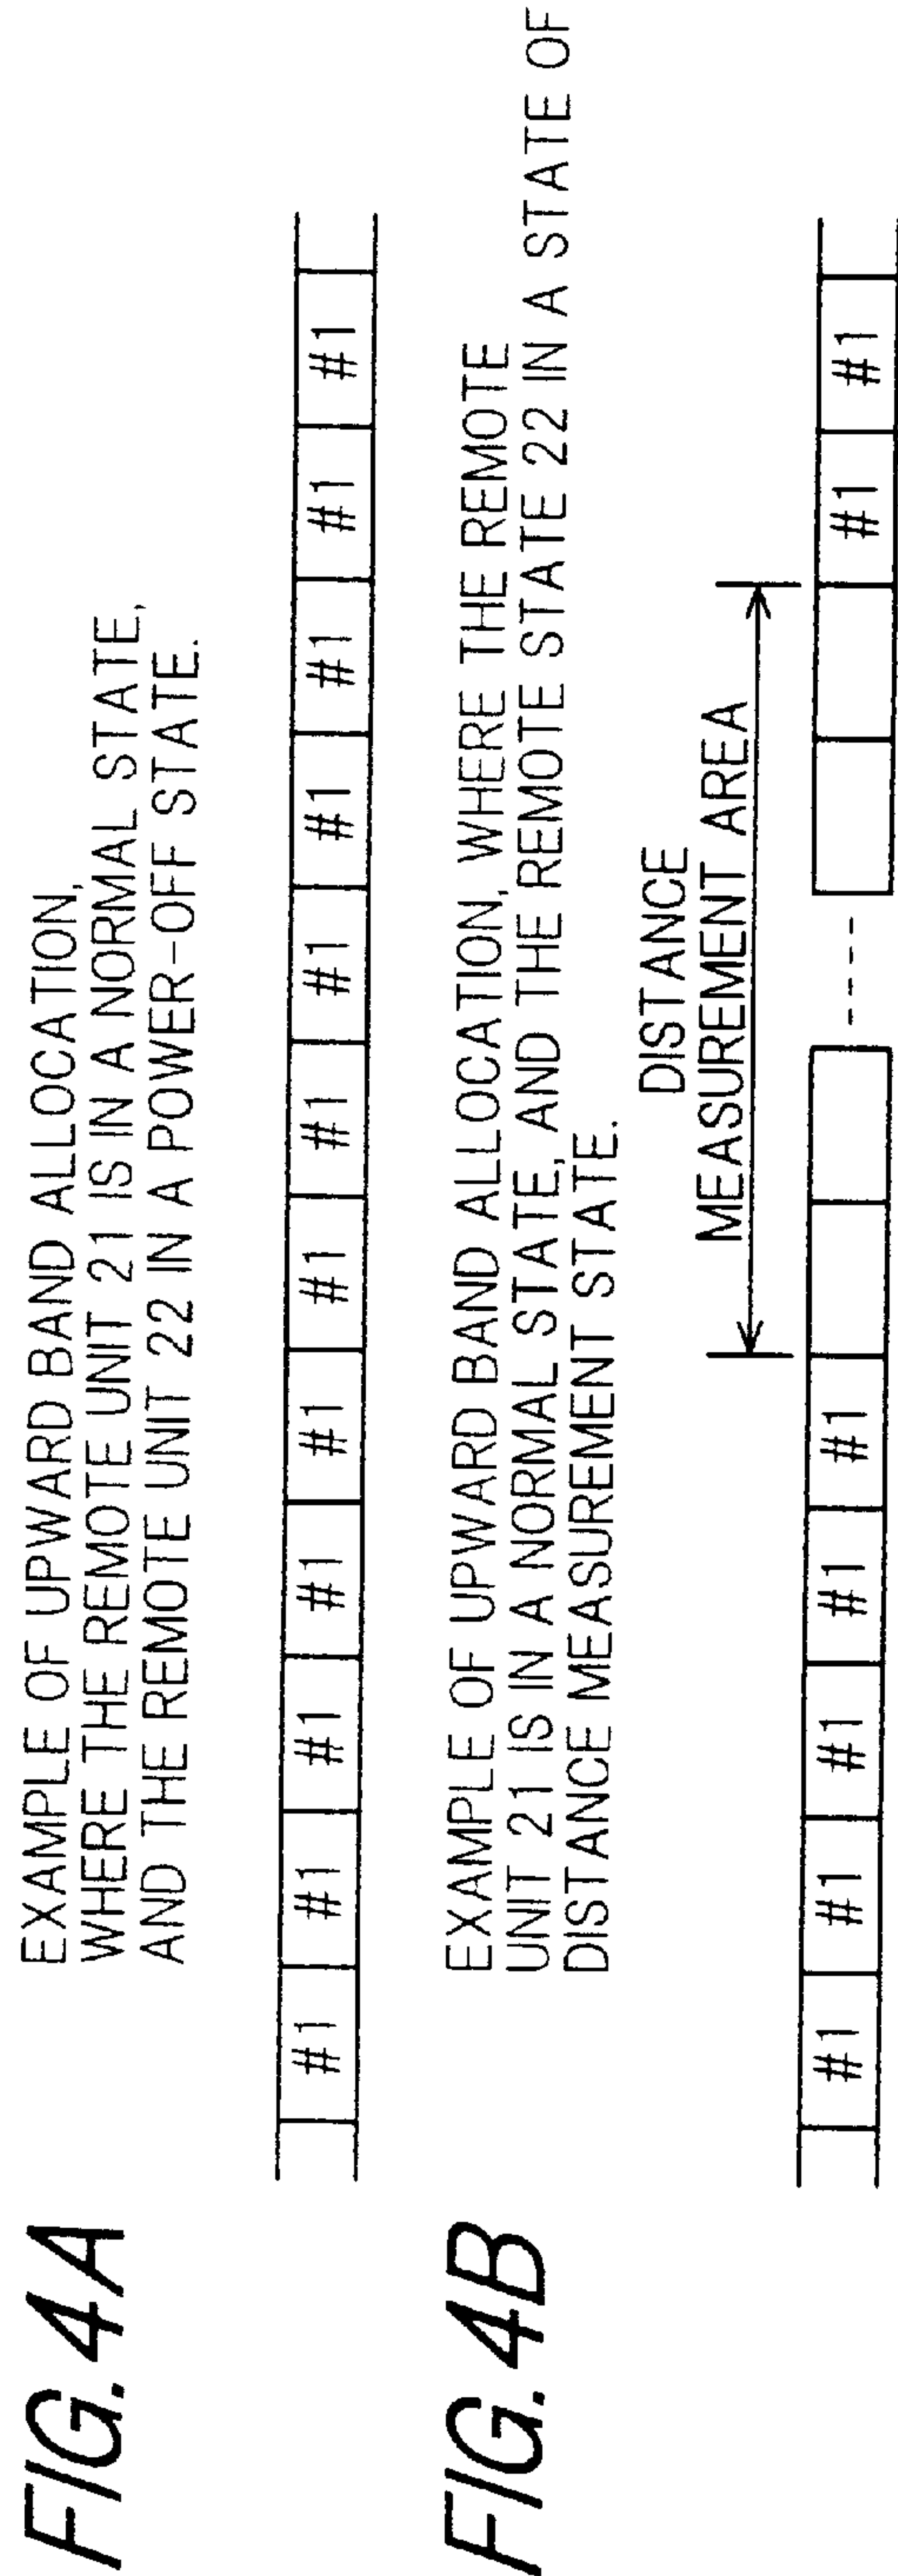 FIG. 4A
EXAMPLE OF UPWARD BAND ALLOCATION,
WHERE THE REMOTE UNIT 21 IS IN A NORMAL STATE,
AND THE REMOTE UNIT 22 IN A POWER-OFF STATE.
#1 #1 #1 #1 #1 #1 #1 #1 #1 #1 #1 #1
FIG. 4B
EXAMPLE OF UPWARD BAND ALLOCATION, WHERE THE REMOTE
UNIT 21 IS IN A NORMAL STATE, AND THE REMOTE STATE 22 IN A STATE OF
DISTANCE MEASUREMENT STATE.
DISTANCE
MEASUREMENT AREA
#1 #1 #1 #1 #1 #1 #1